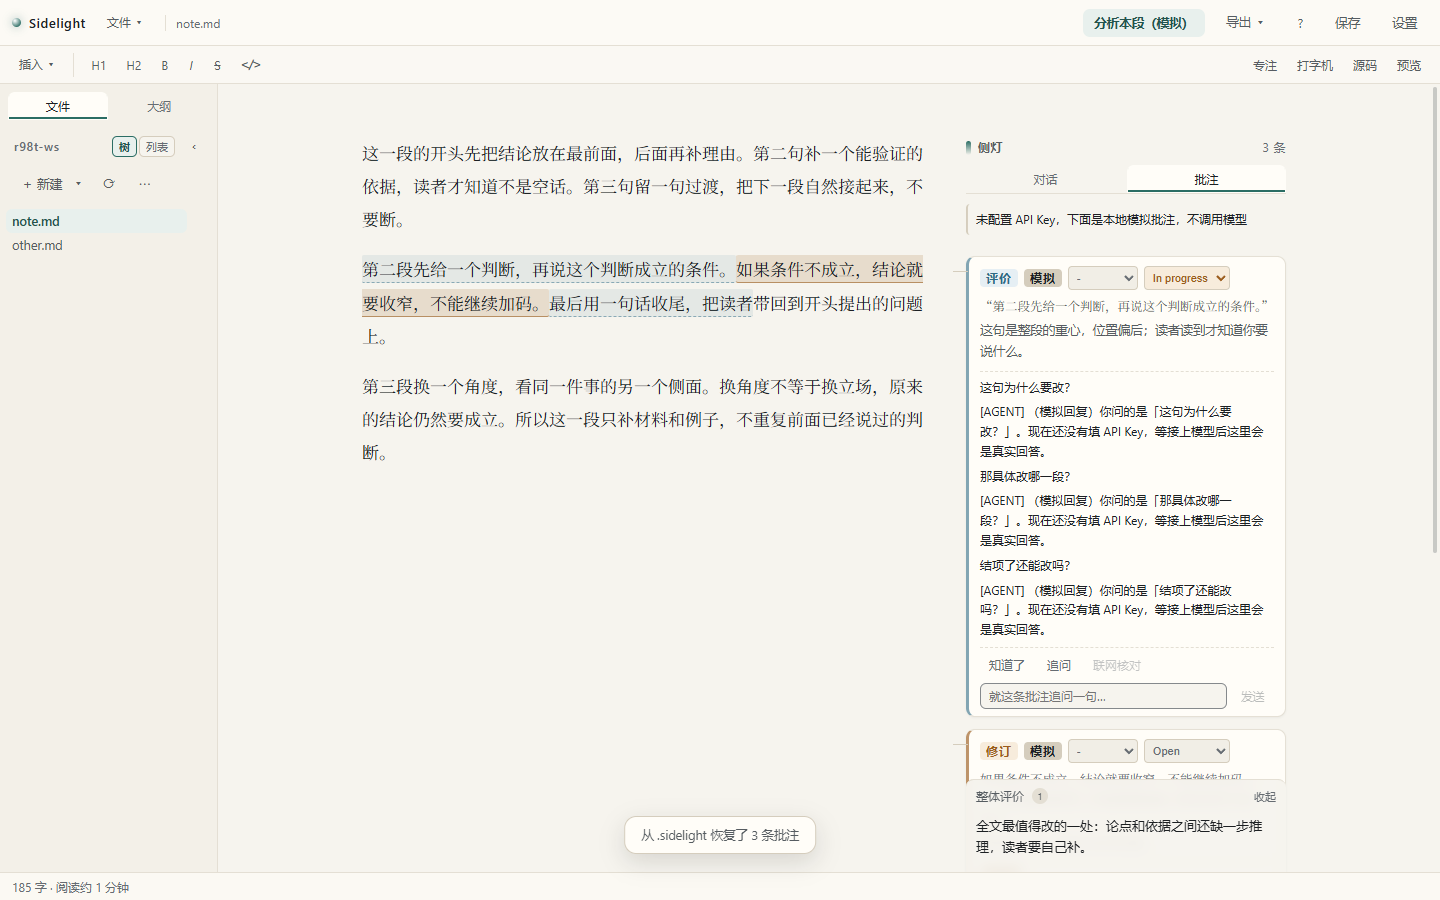 Sidelight 文件 note.md 分析本段（模拟） 导出 ? 保存 设置
插入 H1 H2 B I S </> 专注 打字机 源码 预览
文件 大纲
r98t-ws 树 列表
+ 新建
note.md
other.md
这一段的开头先把结论放在最前面，后面再补理由。第二句补一个能验证的
依据，读者才知道不是空话。第三句留一句过渡，把下一段自然接起来，不
要断。
第二段先给一个判断，再说这个判断成立的条件。如果条件不成立，结论就
要收窄，不能继续加码。最后用一句话收尾，把读者带回到开头提出的问题
上。
第三段换一个角度，看同一件事的另一个侧面。换角度不等于换立场，原来
的结论仍然要成立。所以这一段只补材料和例子，不重复前面已经说过的判
断。
侧灯 3 条
对话 批注
未配置 API Key，下面是本地模拟批注，不调用模型
评价 模拟 - In progress
“第二段先给一个判断，再说这个判断成立的条件。”
这句是整段的重心，位置偏后；读者读到才知道你要
说什么。
这句为什么要改？
[AGENT] （模拟回复）你问的是「这句为什么要
改？」。现在还没有填 API Key，等接上模型后这里会
是真实回答。
那具体改哪一段？
[AGENT] （模拟回复）你问的是「那具体改哪一
段？」。现在还没有填 API Key，等接上模型后这里会
是真实回答。
结项了还能改吗？
[AGENT] （模拟回复）你问的是「结项了还能改
吗？」。现在还没有填 API Key，等接上模型后这里会
是真实回答。
知道了 追问 联网核对
就这条批注追问一句... 发送
修订 模拟 - Open
如果条件不成立，结论就要收窄，不能继续加码
整体评价 1 收起
全文最值得改的一处：论点和依据之间还缺一步推
理，读者要自己补。
从 .sidelight 恢复了 3 条批注
185 字 · 阅读约 1 分钟